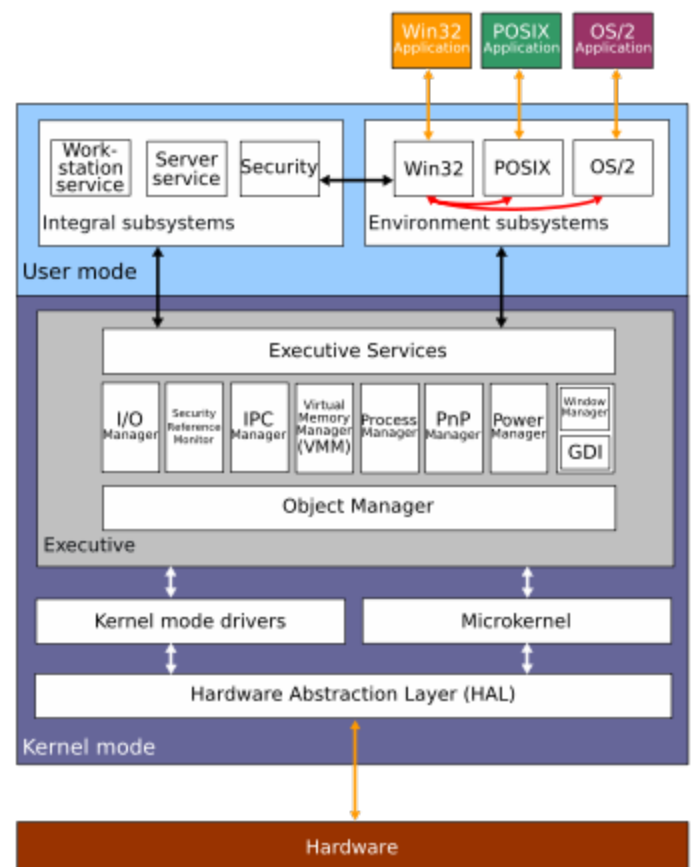 Win32
Application
POSIX
Application
OS/2
Application
Work-
station
service
Server
service
Security
Integral subsystems
Win32
POSIX
OS/2
Environment subsystems
User mode
Executive Services
I/O
Manager
Security
Reference
Monitor
IPC
Manager
Virtual
Memory
Manager
(VMM)
Process
Manager
PnP
Manager
Power
Manager
Window
Manager
GDI
Object Manager
Executive
Kernel mode drivers
Microkernel
Hardware Abstraction Layer (HAL)
Kernel mode
Hardware